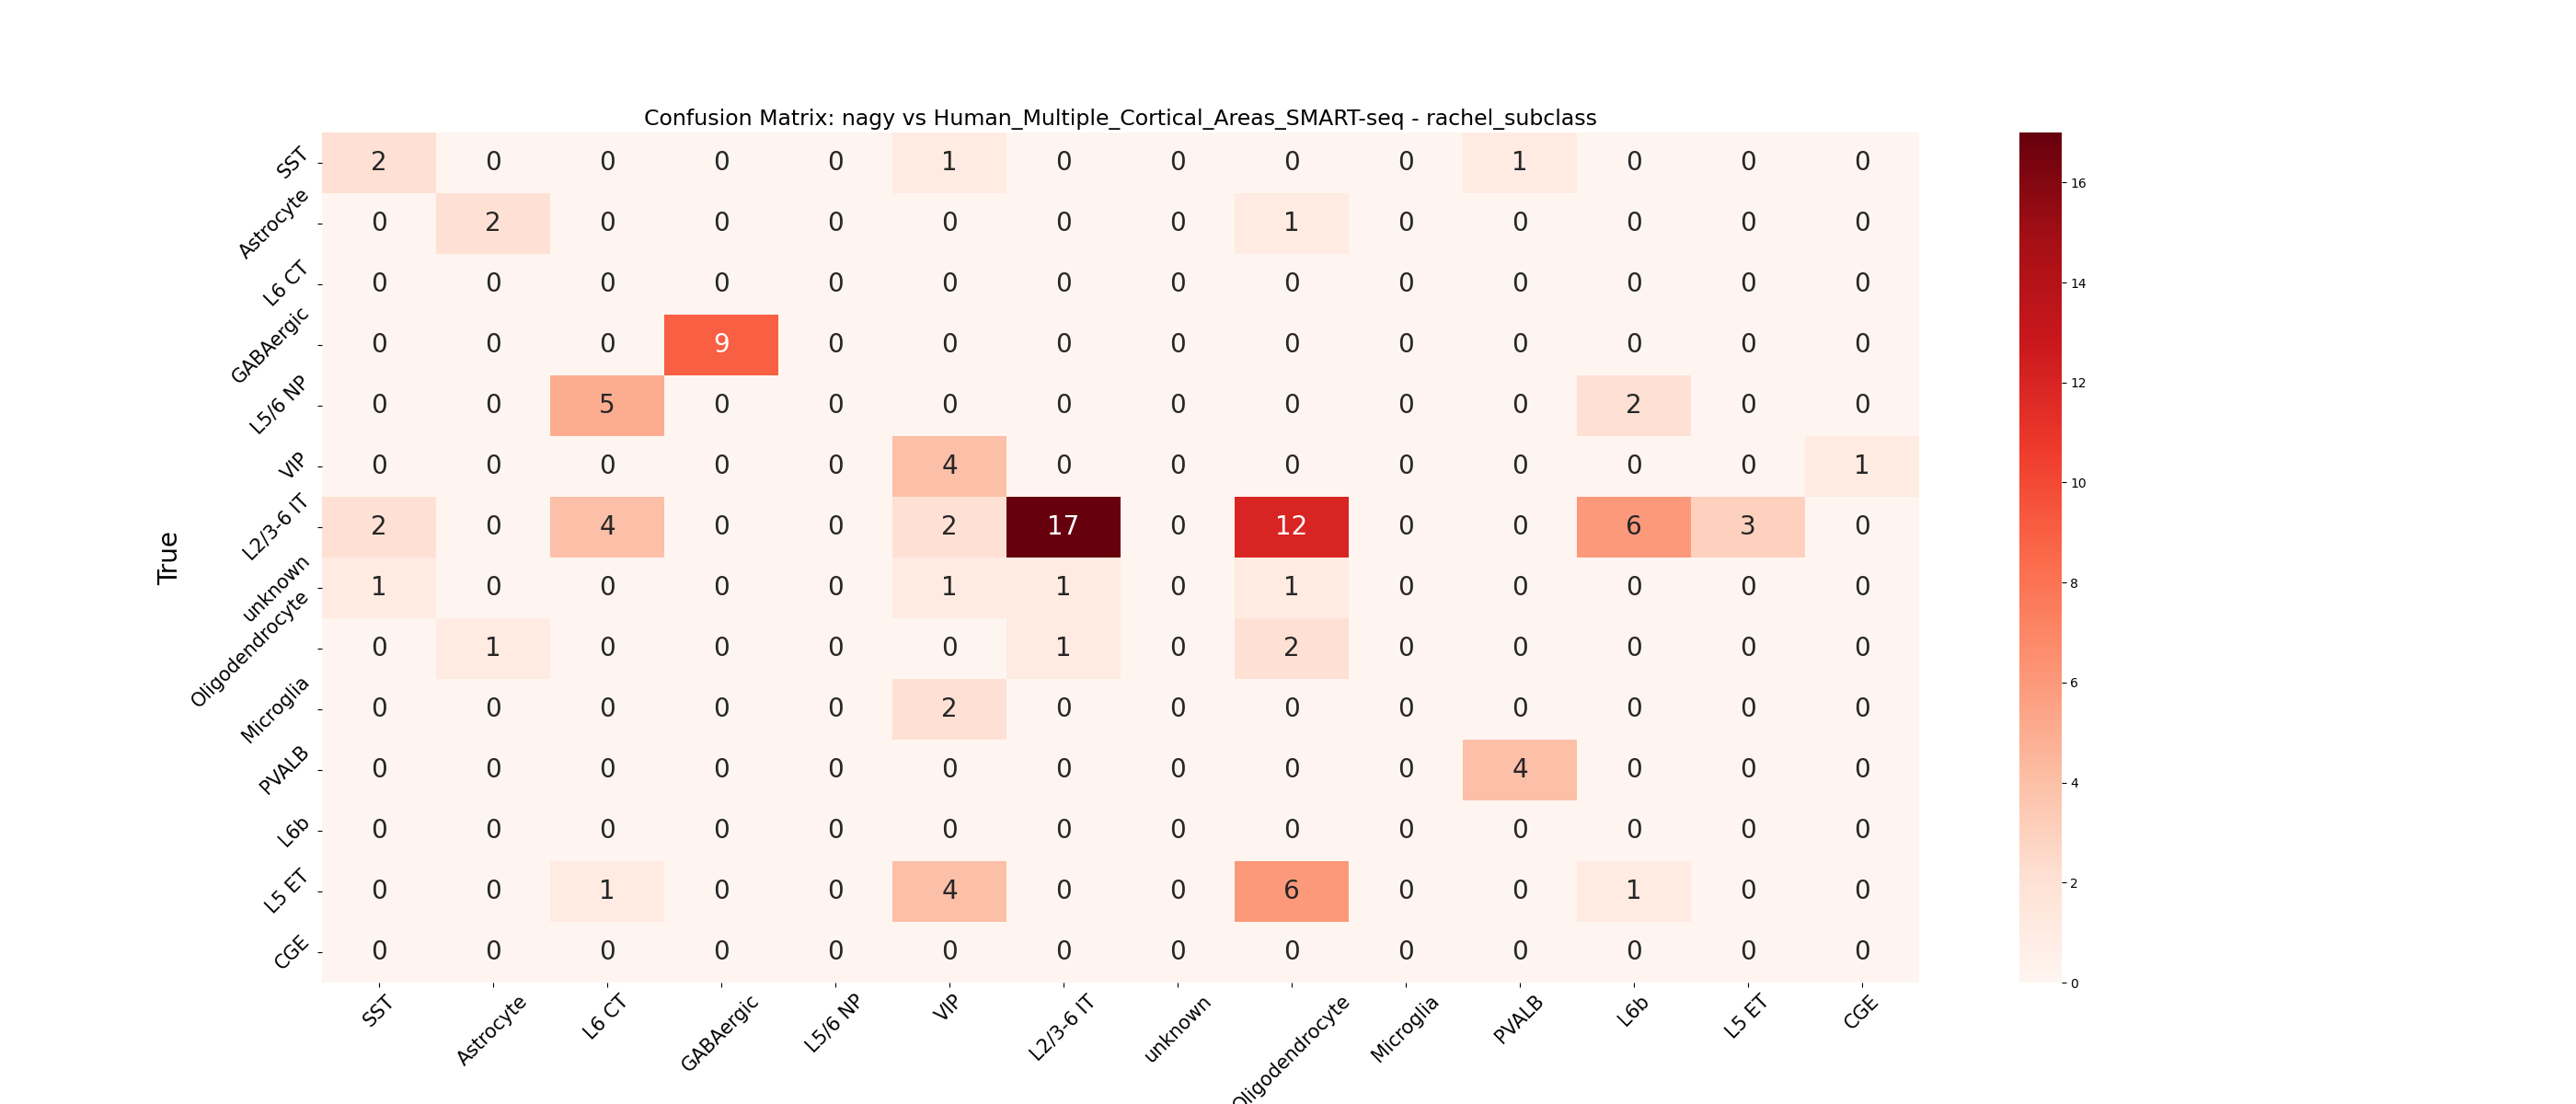 Confusion Matrix: nagy vs Human_Multiple_Cortical_Areas_SMART-seq - rachel_subclass
SST 2 0 0 0 0 1 0 0 0 0 1 0 0 0
Astrocyte 0 2 0 0 0 0 0 0 1 0 0 0 0 0
L6 CT 0 0 0 0 0 0 0 0 0 0 0 0 0 0
GABAergic 0 0 0 9 0 0 0 0 0 0 0 0 0 0
L5/6 NP 0 0 5 0 0 0 0 0 0 0 0 2 0 0
VIP 0 0 0 0 0 4 0 0 0 0 0 0 0 1
L2/3-6 IT 2 0 4 0 0 2 17 0 12 0 0 6 3 0
unknown 1 0 0 0 0 1 1 0 1 0 0 0 0 0
Oligodendrocyte 0 1 0 0 0 0 1 0 2 0 0 0 0 0
Microglia 0 0 0 0 0 2 0 0 0 0 0 0 0 0
PVALB 0 0 0 0 0 0 0 0 0 0 4 0 0 0
L6b 0 0 0 0 0 0 0 0 0 0 0 0 0 0
L5 ET 0 0 1 0 0 4 0 0 6 0 0 1 0 0
CGE 0 0 0 0 0 0 0 0 0 0 0 0 0 0
True
SST Astrocyte L6 CT GABAergic L5/6 NP VIP L2/3-6 IT unknown Oligodendrocyte Microglia PVALB L6b L5 ET CGE
16
14
12
10
8
6
4
2
0